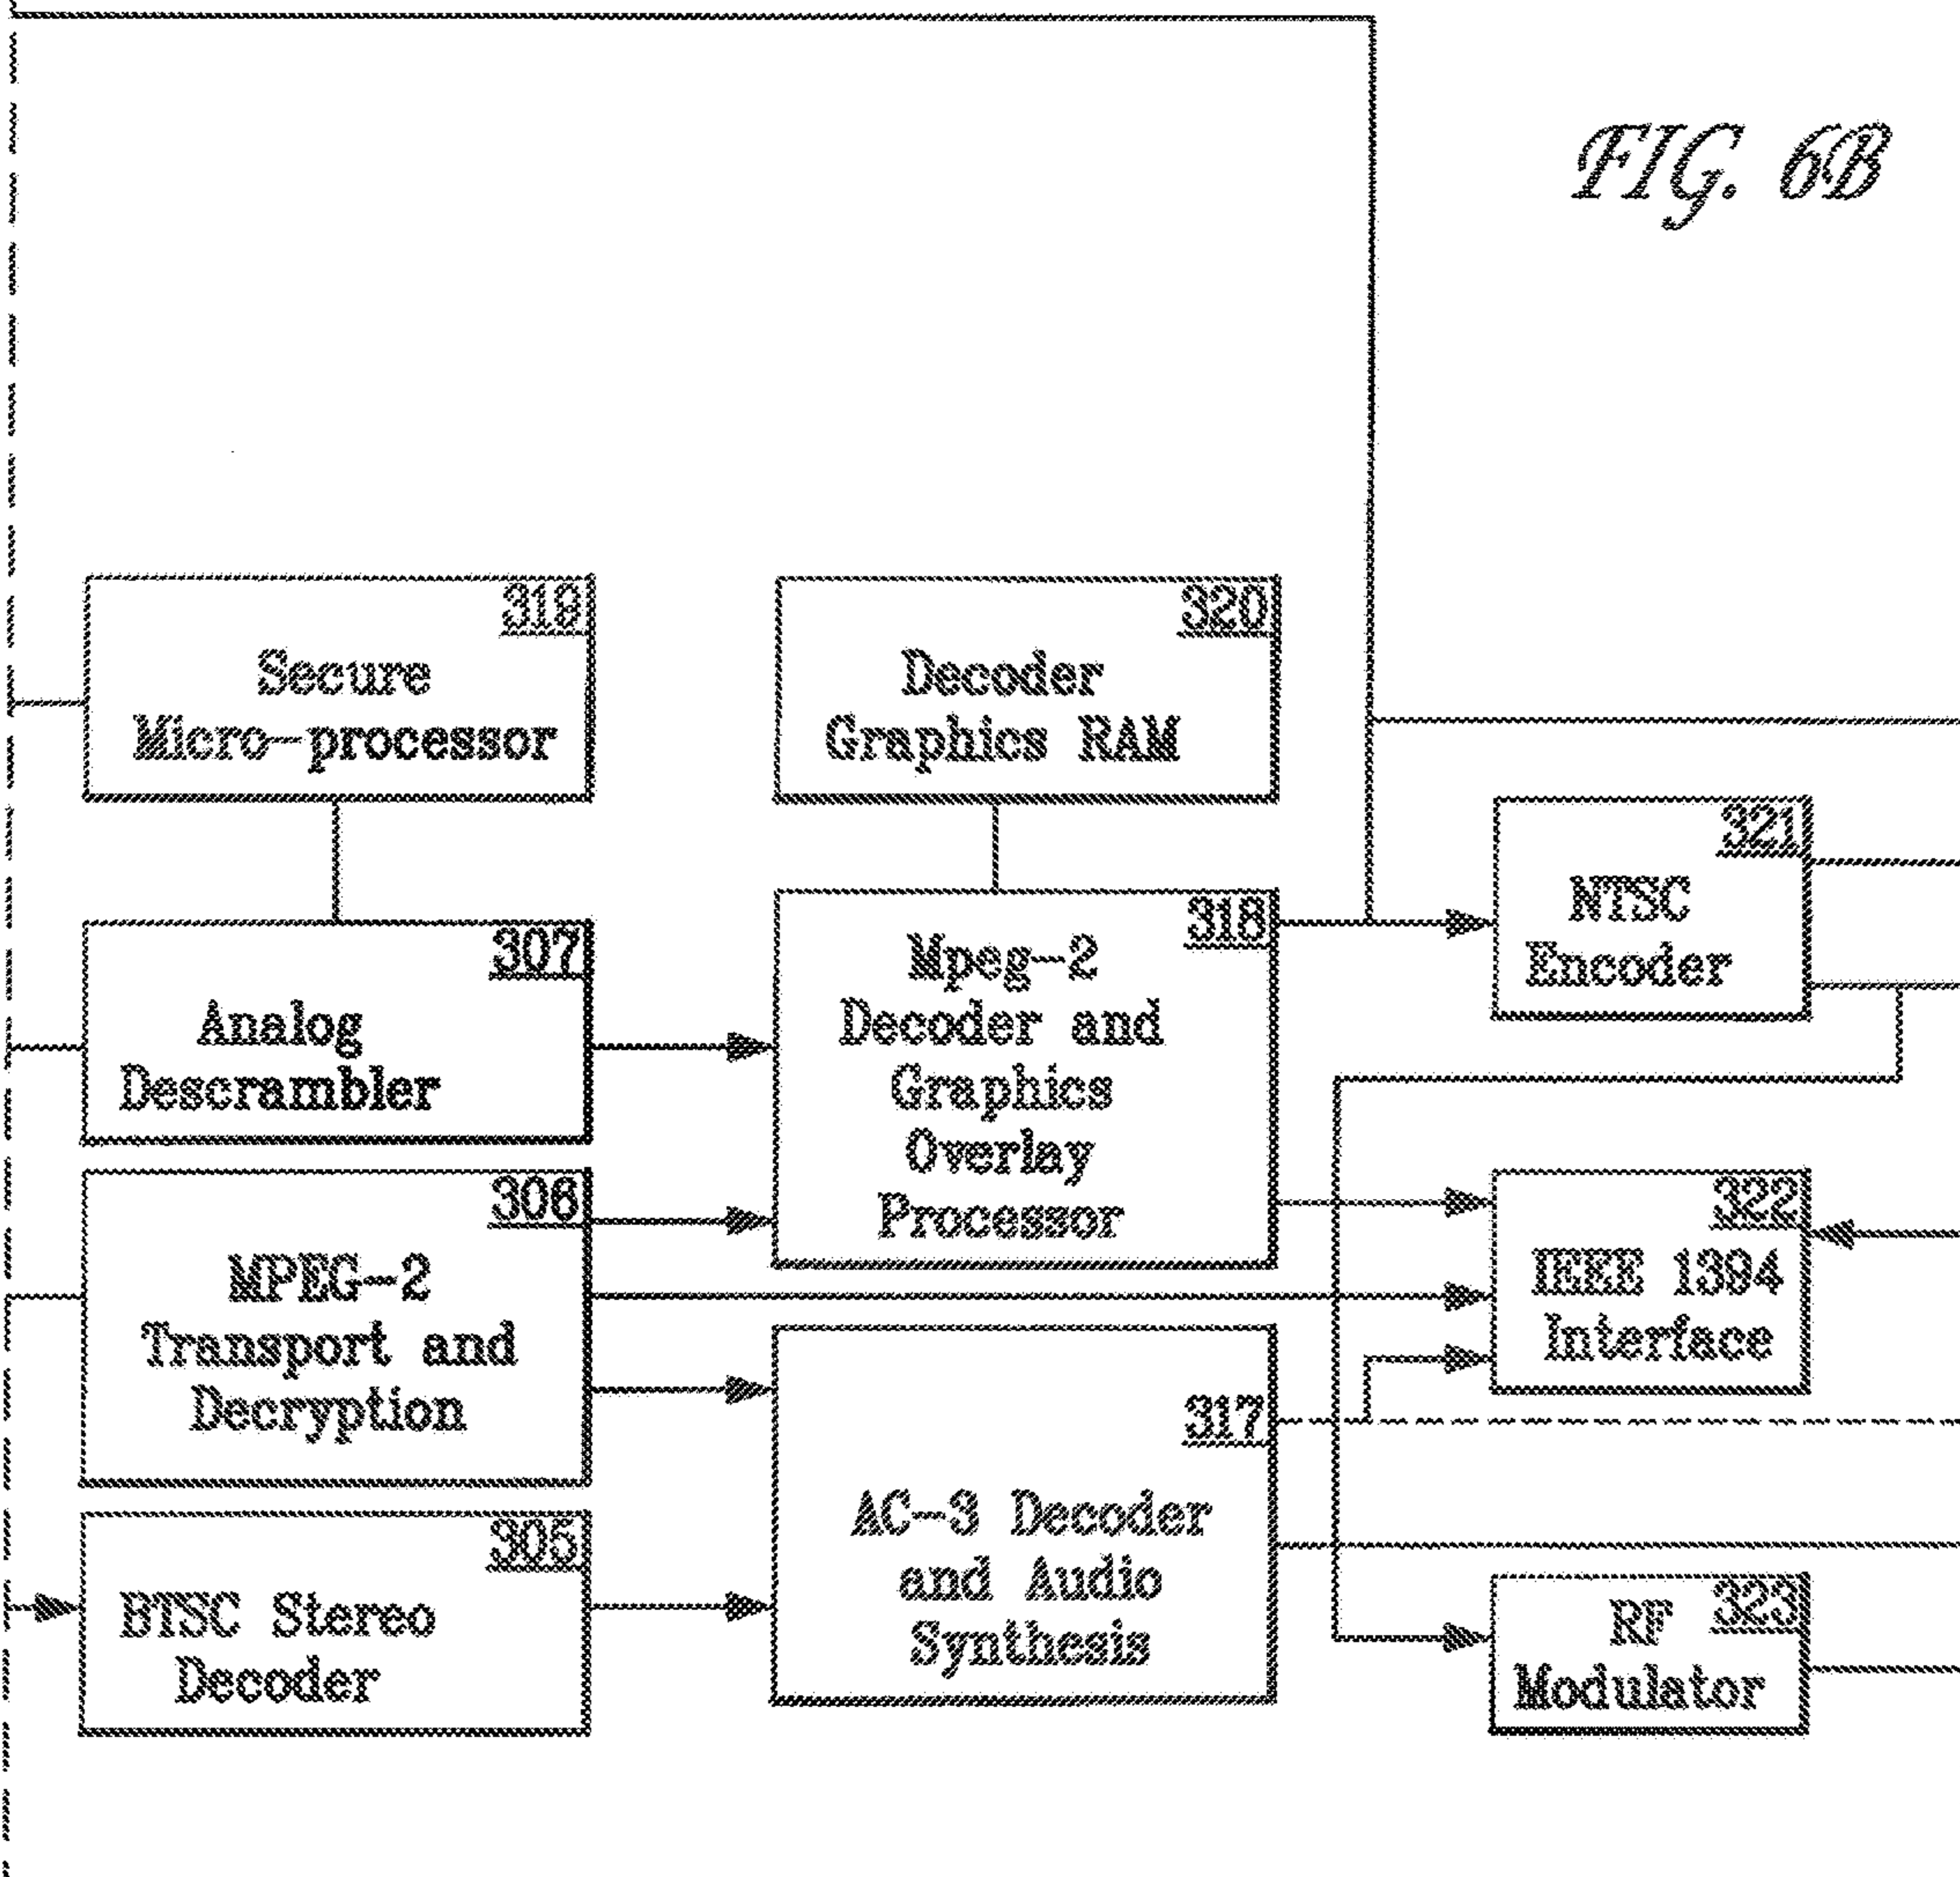 FIG. 6B
319
Secure
Micro-processor
320
Decoder
Graphics RAM
321
NTSC
Encoder
307
Analog
Descrambler
318
Mpeg-2
Decoder and
Graphics
Overlay
Processor
306
MPEG-2
Transport and
Decryption
322
IEEE 1394
Interface
317
AC-3 Decoder
and Audio
Synthesis
305
BTSC Stereo
Decoder
323
RF
Modulator